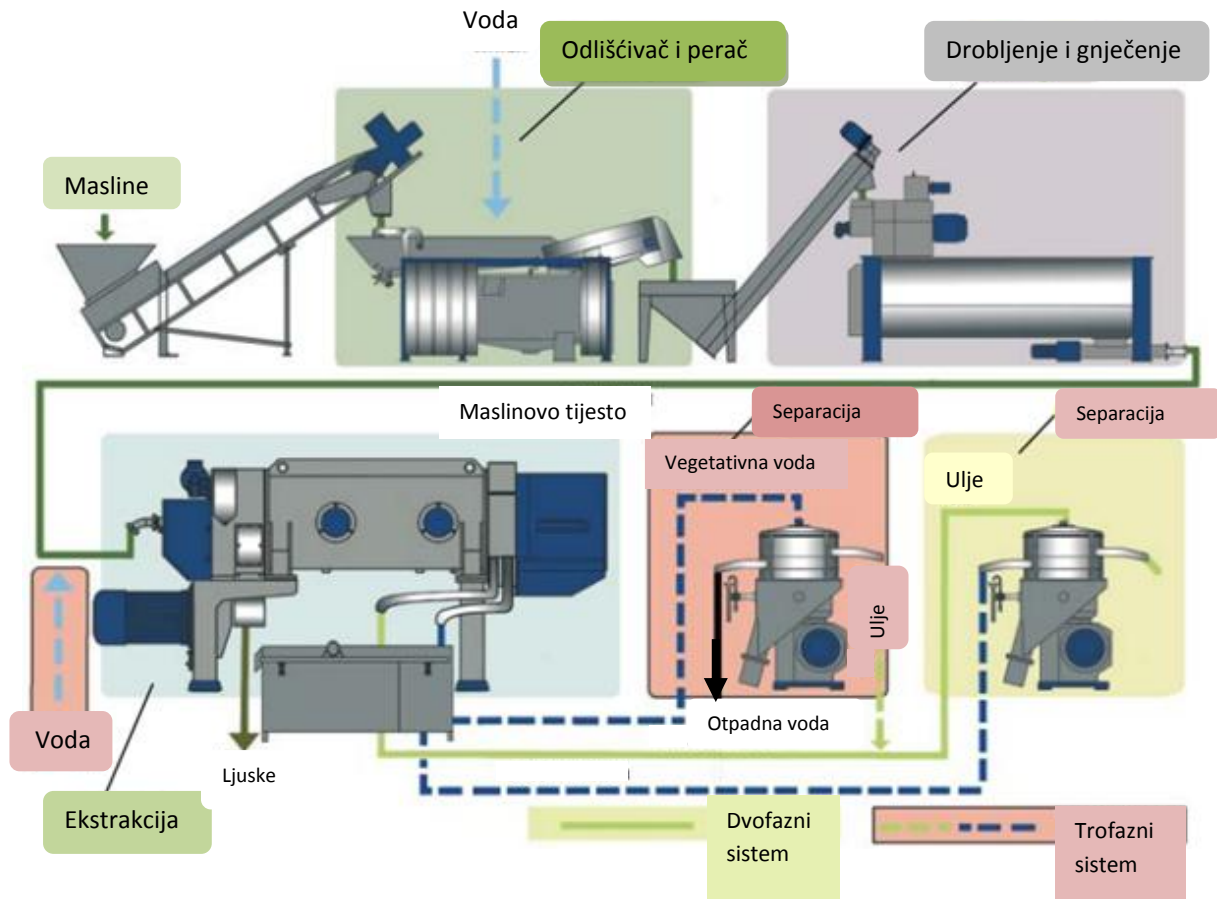 Voda
Odlišćivač i perač
Drobljenje i gnječenje
Masline
Maslinovo tijesto
Separacija
Separacija
Vegetativna voda
Ulje
Ulje
Voda
Otpadna voda
Ljuske
Ekstrakcija
Dvofazni
sistem
Trofazni
sistem